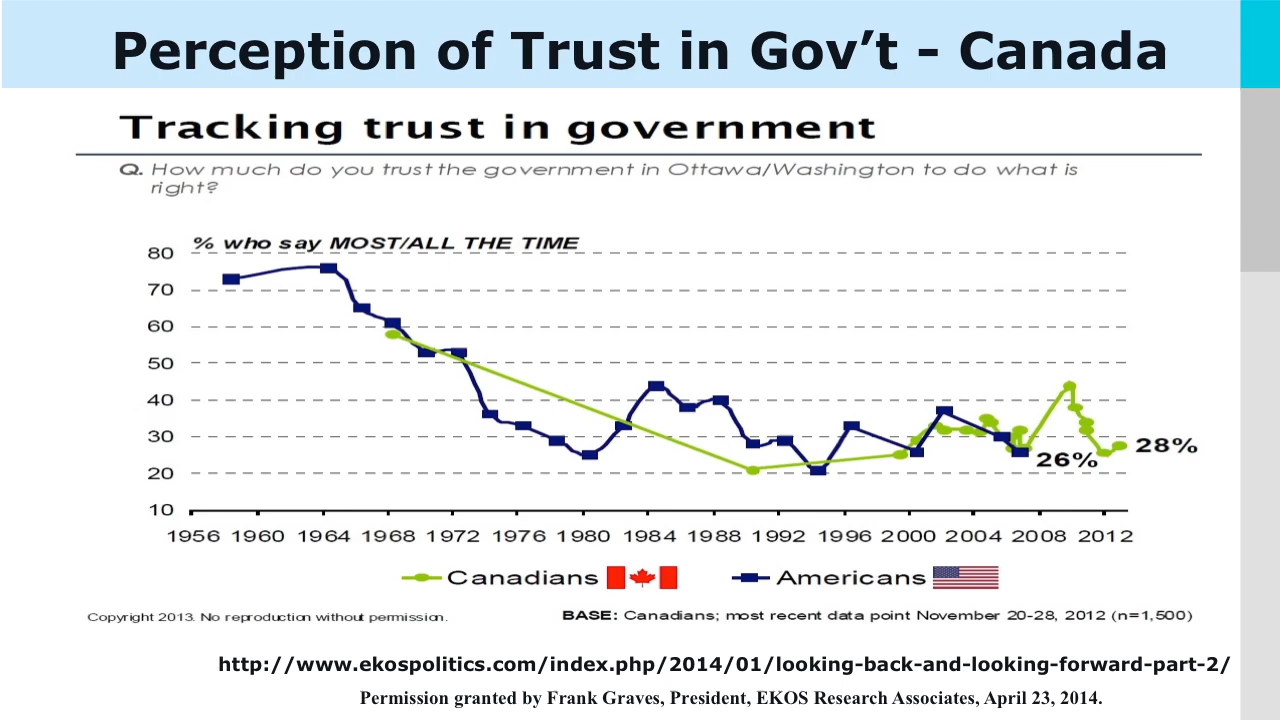 Perception of Trust in Gov’t - Canada
Tracking trust in government
Q. How much do you trust the government in Ottawa/Washington to do what is
right?
% who say MOST/ALL THE TIME
80
70
60
50
40
30
20
10
28%
26%
1956 1960 1964 1968 1972 1976 1980 1984 1988 1992 1996 2000 2004 2008 2012
Canadians Americans
Copyright 2013. No reproduction without permission.
BASE: Canadians; most recent data point November 20-28, 2012 (n=1,500)
http://www.ekospolitics.com/index.php/2014/01/looking-back-and-looking-forward-part-2/
Permission granted by Frank Graves, President, EKOS Research Associates, April 23, 2014.